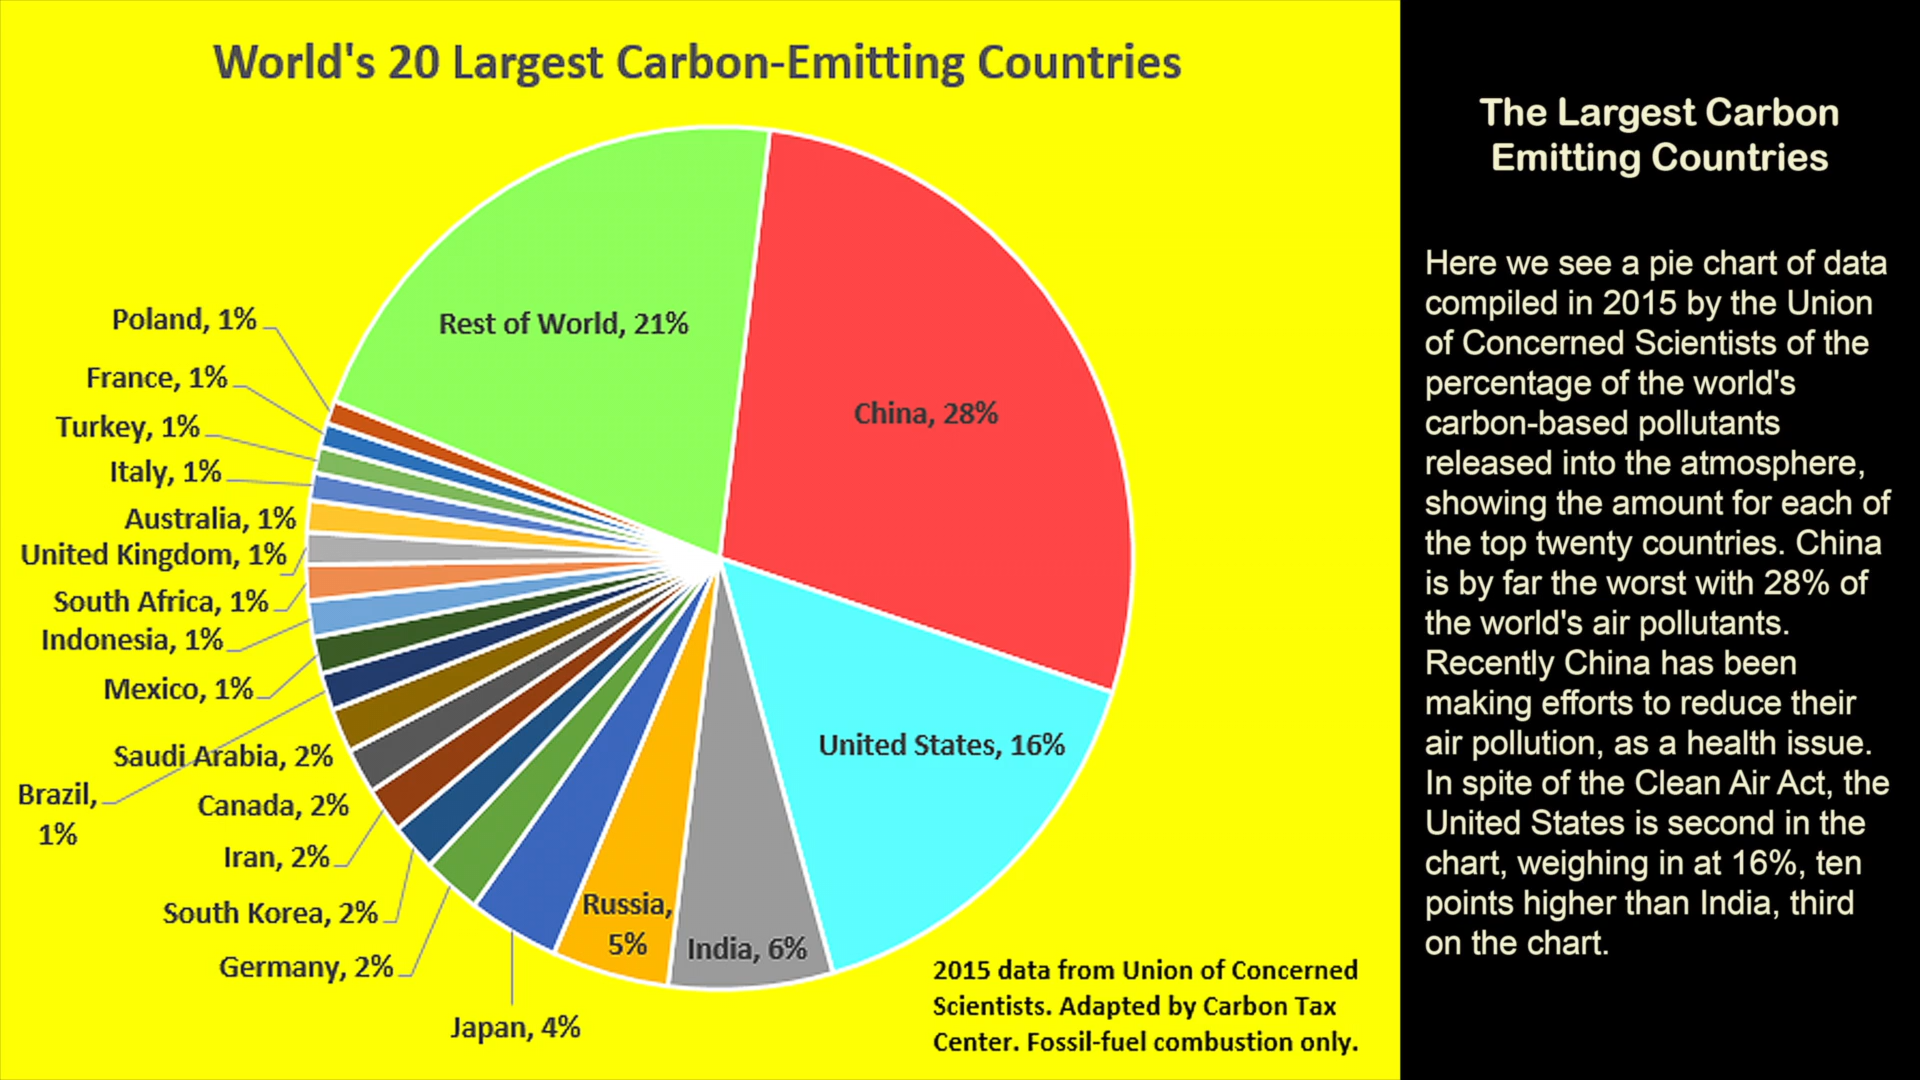 World's 20 Largest Carbon-Emitting Countries
Rest of World, 21%
China, 28%
United States, 16%
India, 6%
Russia,
5%
Japan, 4%
Germany, 2%
South Korea, 2%
Iran, 2%
Canada, 2%
Saudi Arabia, 2%
Brazil,
1%
Mexico, 1%
Indonesia, 1%
South Africa, 1%
United Kingdom, 1%
Australia, 1%
Italy, 1%
Turkey, 1%
France, 1%
Poland, 1%
2015 data from Union of Concerned
Scientists. Adapted by Carbon Tax
Center. Fossil-fuel combustion only.
The Largest Carbon
Emitting Countries
Here we see a pie chart of data
compiled in 2015 by the Union
of Concerned Scientists of the
percentage of the world's
carbon-based pollutants
released into the atmosphere,
showing the amount for each of
the top twenty countries. China
is by far the worst with 28% of
the world's air pollutants.
Recently China has been
making efforts to reduce their
air pollution, as a health issue.
In spite of the Clean Air Act, the
United States is second in the
chart, weighing in at 16%, ten
points higher than India, third
on the chart.